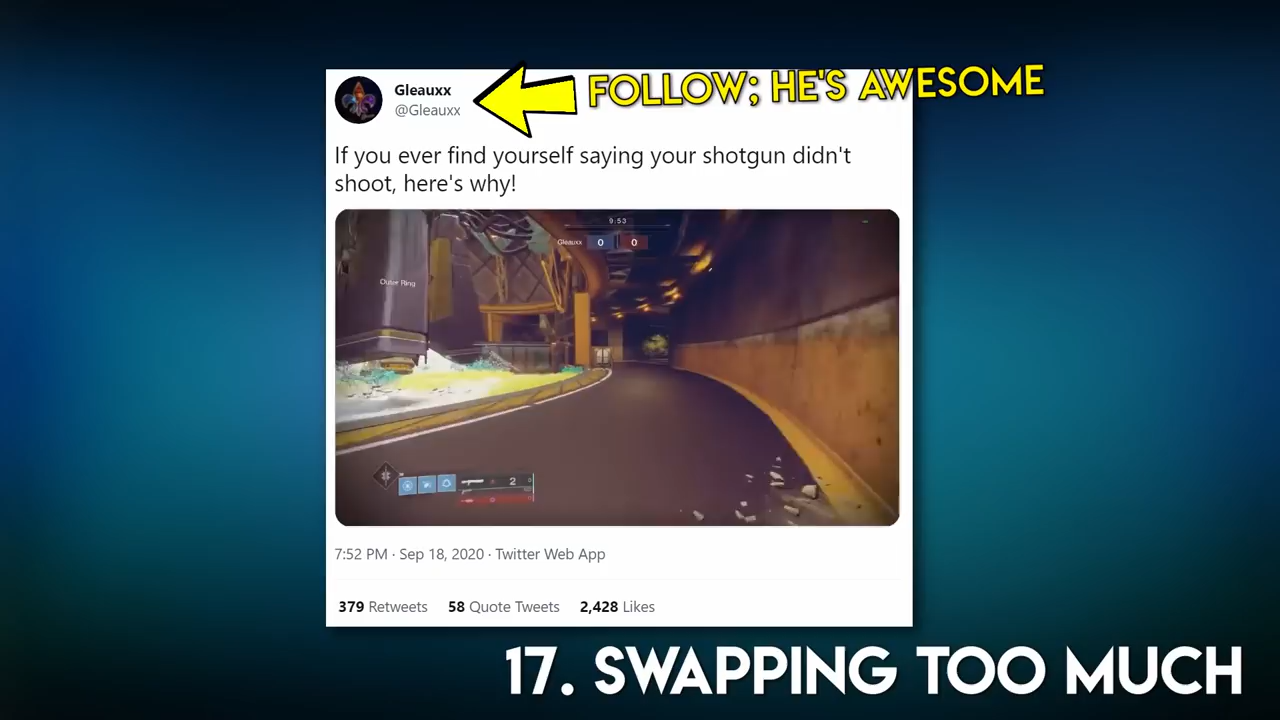 Gleauxx
@Gleauxx
FOLLOW; HE'S AWESOME
If you ever find yourself saying your shotgun didn't
shoot, here's why!
9:53
Gleauxx 0 0
Outer Ring
2
7:52 PM · Sep 18, 2020 · Twitter Web App
379 Retweets 58 Quote Tweets 2,428 Likes
17. SWAPPING TOO MUCH